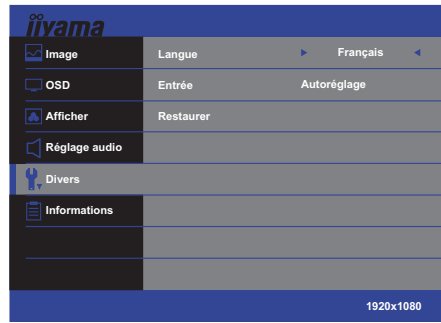 iiyama
Image
OSD
Afficher
Réglage audio
Divers
Informations
Langue Français
Entrée Autoréglage
Restaurer
1920x1080